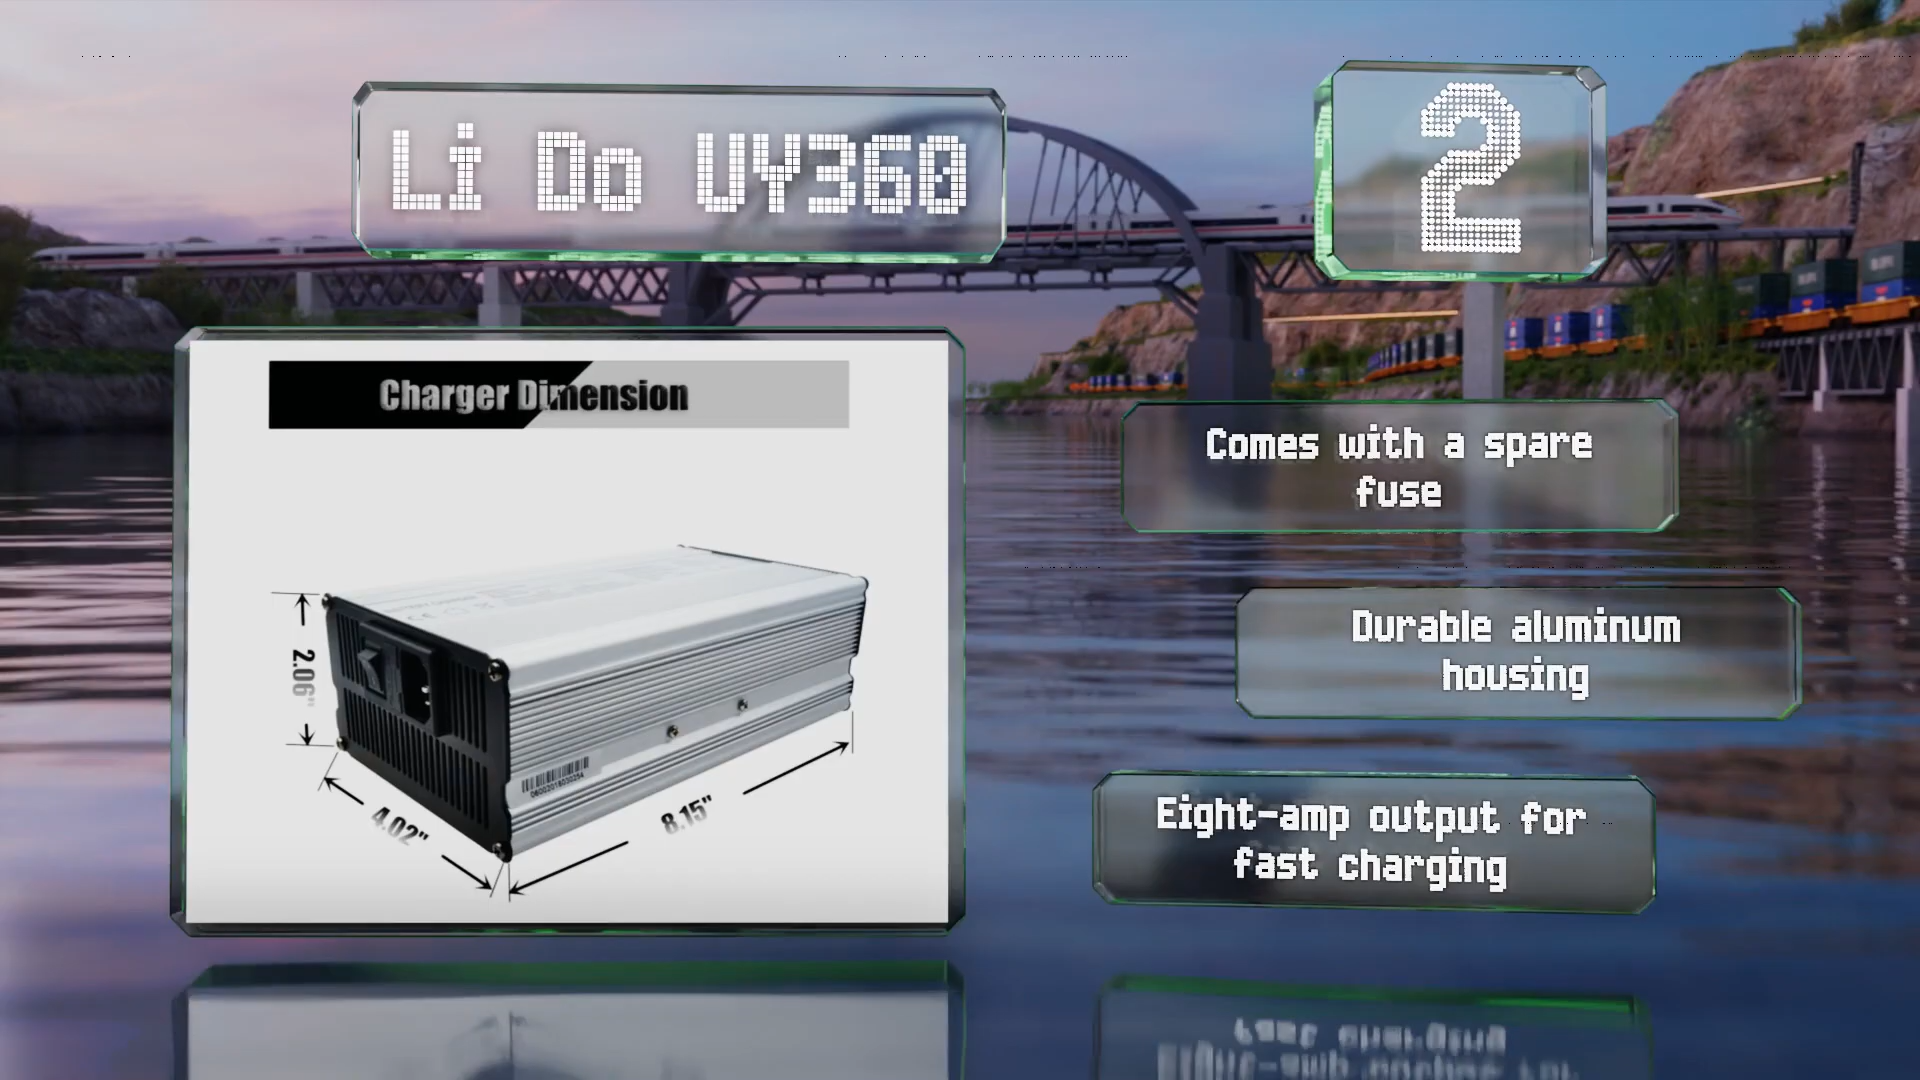 Li Do UY360
2
Charger Dimension
2.06"
4.02"
8.15"
Comes with a spare
fuse
Durable aluminum
housing
Eight-amp output for
fast charging